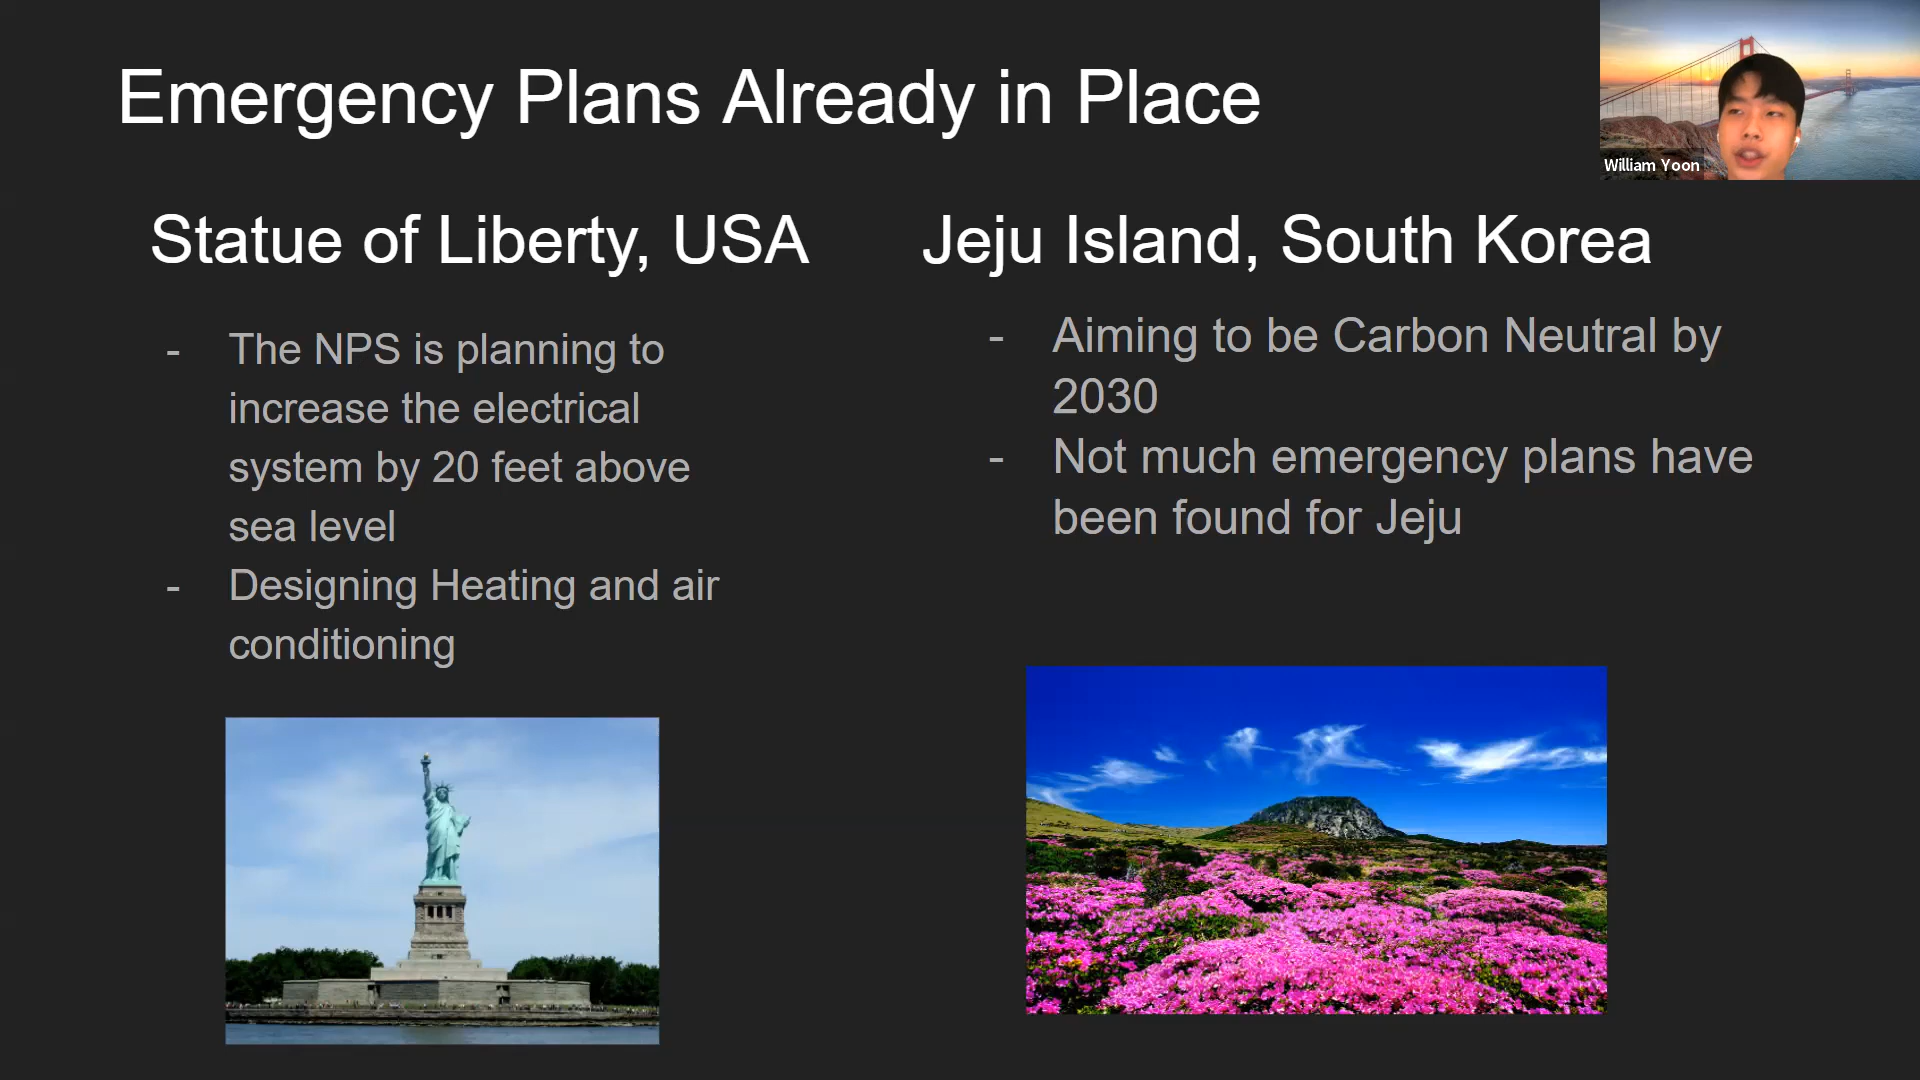 Emergency Plans Already in Place
William Yoon
Statue of Liberty, USA
- The NPS is planning to
increase the electrical
system by 20 feet above
sea level
- Designing Heating and air
conditioning
Jeju Island, South Korea
- Aiming to be Carbon Neutral by
2030
- Not much emergency plans have
been found for Jeju